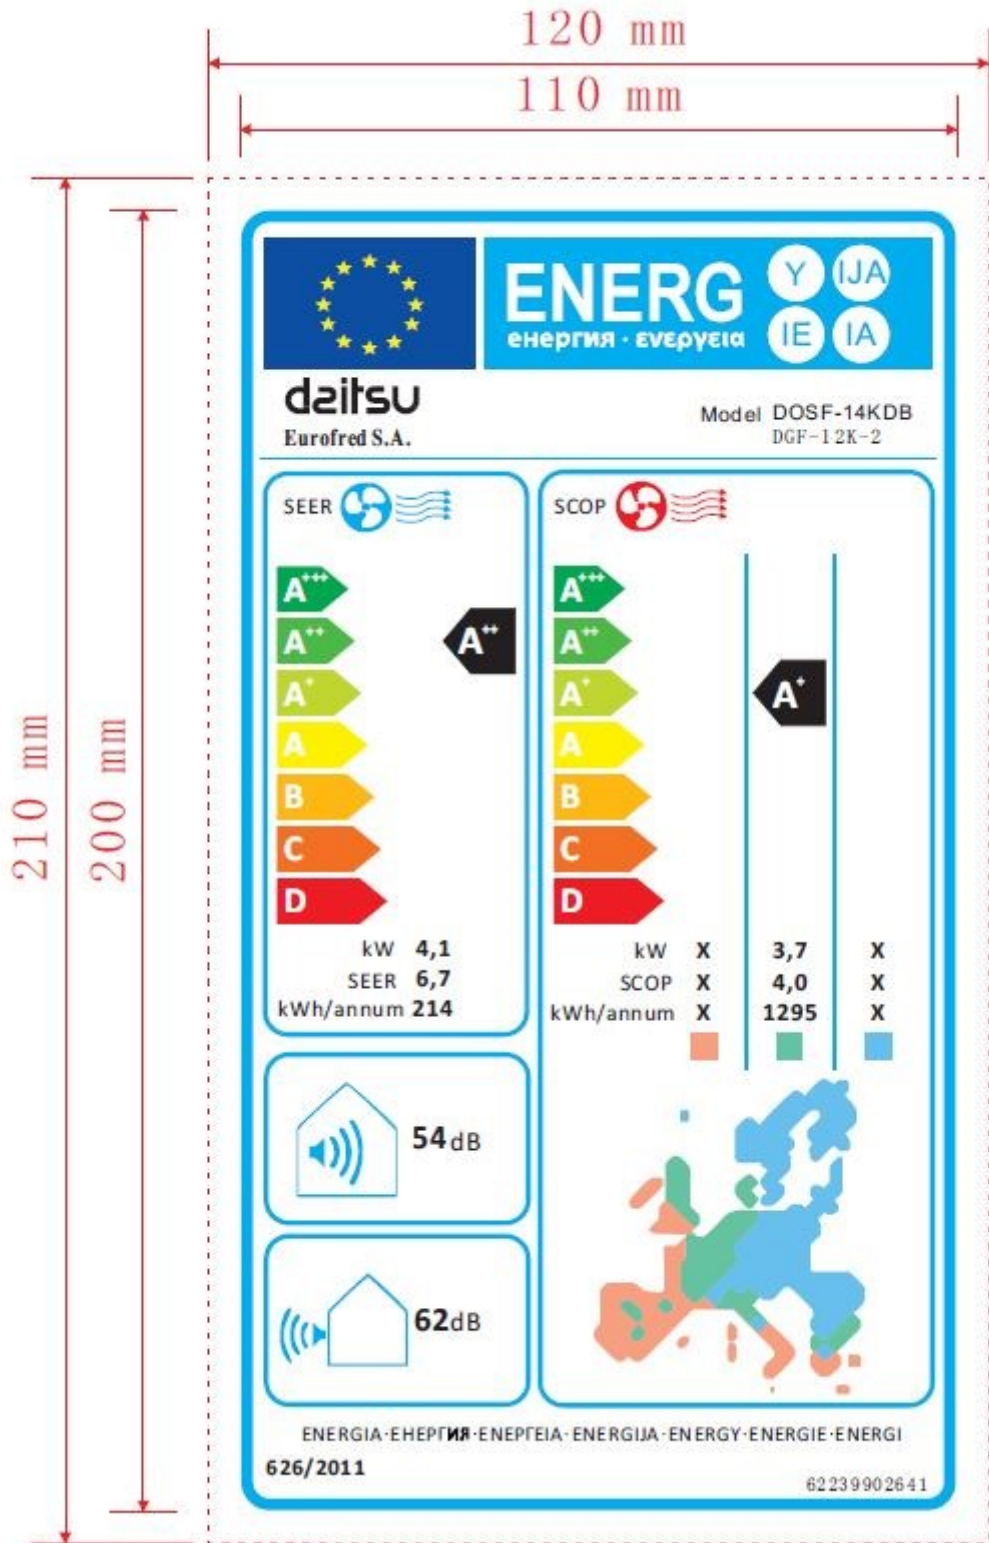 120 mm
110 mm
210 mm
200 mm
ENERG
енергия · ενεργεια
Y IJA
IE IA
daitsu
Eurofred S.A.
Model DOSF-14KDB
DGF-12K-2
SEER
A+++
A++
A+
A
B
C
D
A++
kW 4,1
SEER 6,7
kWh/annum 214
SCOP
A+++
A++
A+
A
B
C
D
A+
kW X 3,7 X
SCOP X 4,0 X
kWh/annum X 1295 X
54dB
62dB
ENERGIA·ЕНЕРГИЯ·ΕΝΕΡΓΕΙΑ·ENERGIJA·ENERGY·ENERGIE·ENERGI
626/2011
62239902641